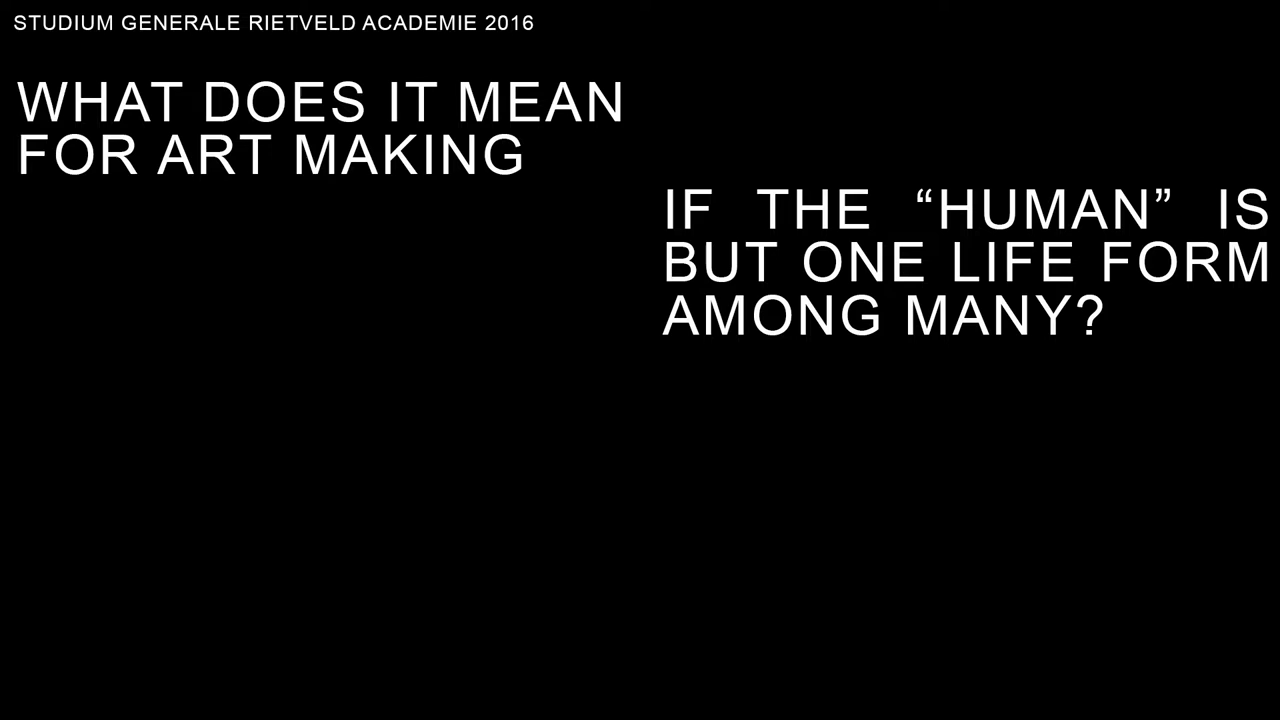 STUDIUM GENERALE RIETVELD ACADEMIE 2016
WHAT DOES IT MEAN
FOR ART MAKING
IF THE “HUMAN” IS
BUT ONE LIFE FORM
AMONG MANY?